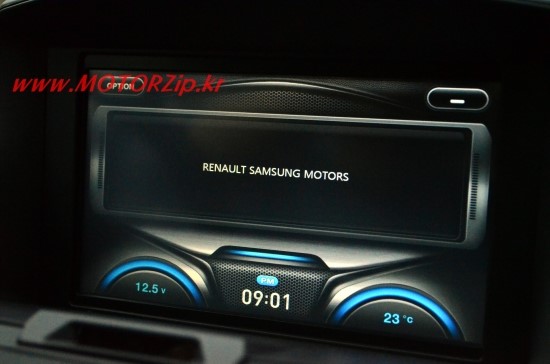 www.MOTORZip.kr
OPTION
RENAULT SAMSUNG MOTORS
PM
12.5 V
09:01
23 °C